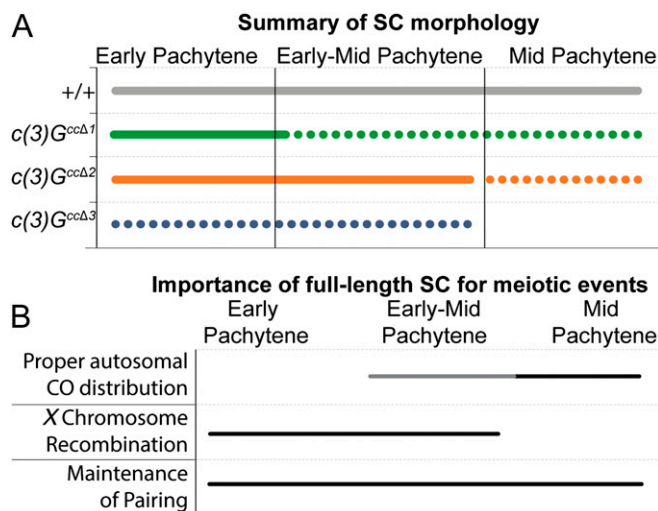 A
Summary of SC morphology
Early Pachytene Early-Mid Pachytene Mid Pachytene
+/+
c(3)G^ccΔ1
c(3)G^ccΔ2
c(3)G^ccΔ3
Importance of full-length SC for meiotic events
B
Early Pachytene
Early-Mid Pachytene
Mid Pachytene
Proper autosomal
CO distribution
X Chromosome
Recombination
Maintenance
of Pairing